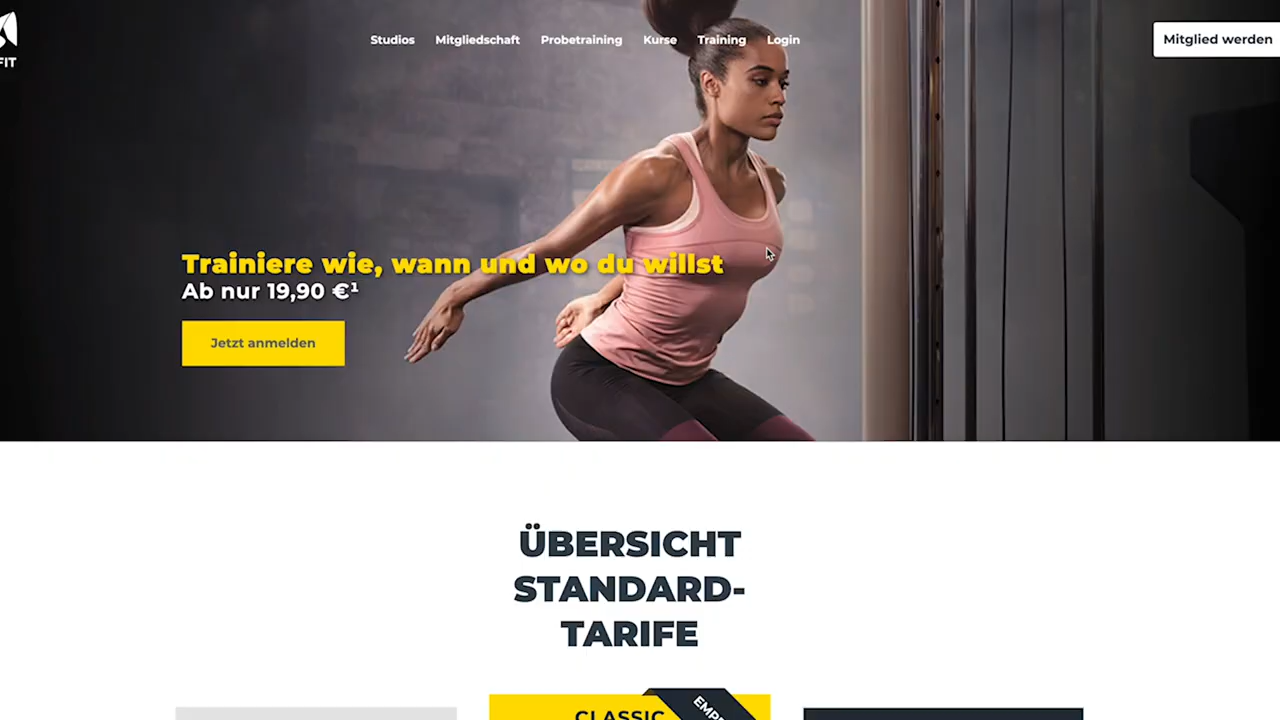 FIT
Studios Mitgliedschaft Probetraining Kurse Training Login
Mitglied werden
Trainiere wie, wann und wo du willst
Ab nur 19,90 €¹
Jetzt anmelden
ÜBERSICHT
STANDARD-
TARIFE
CLASSIC